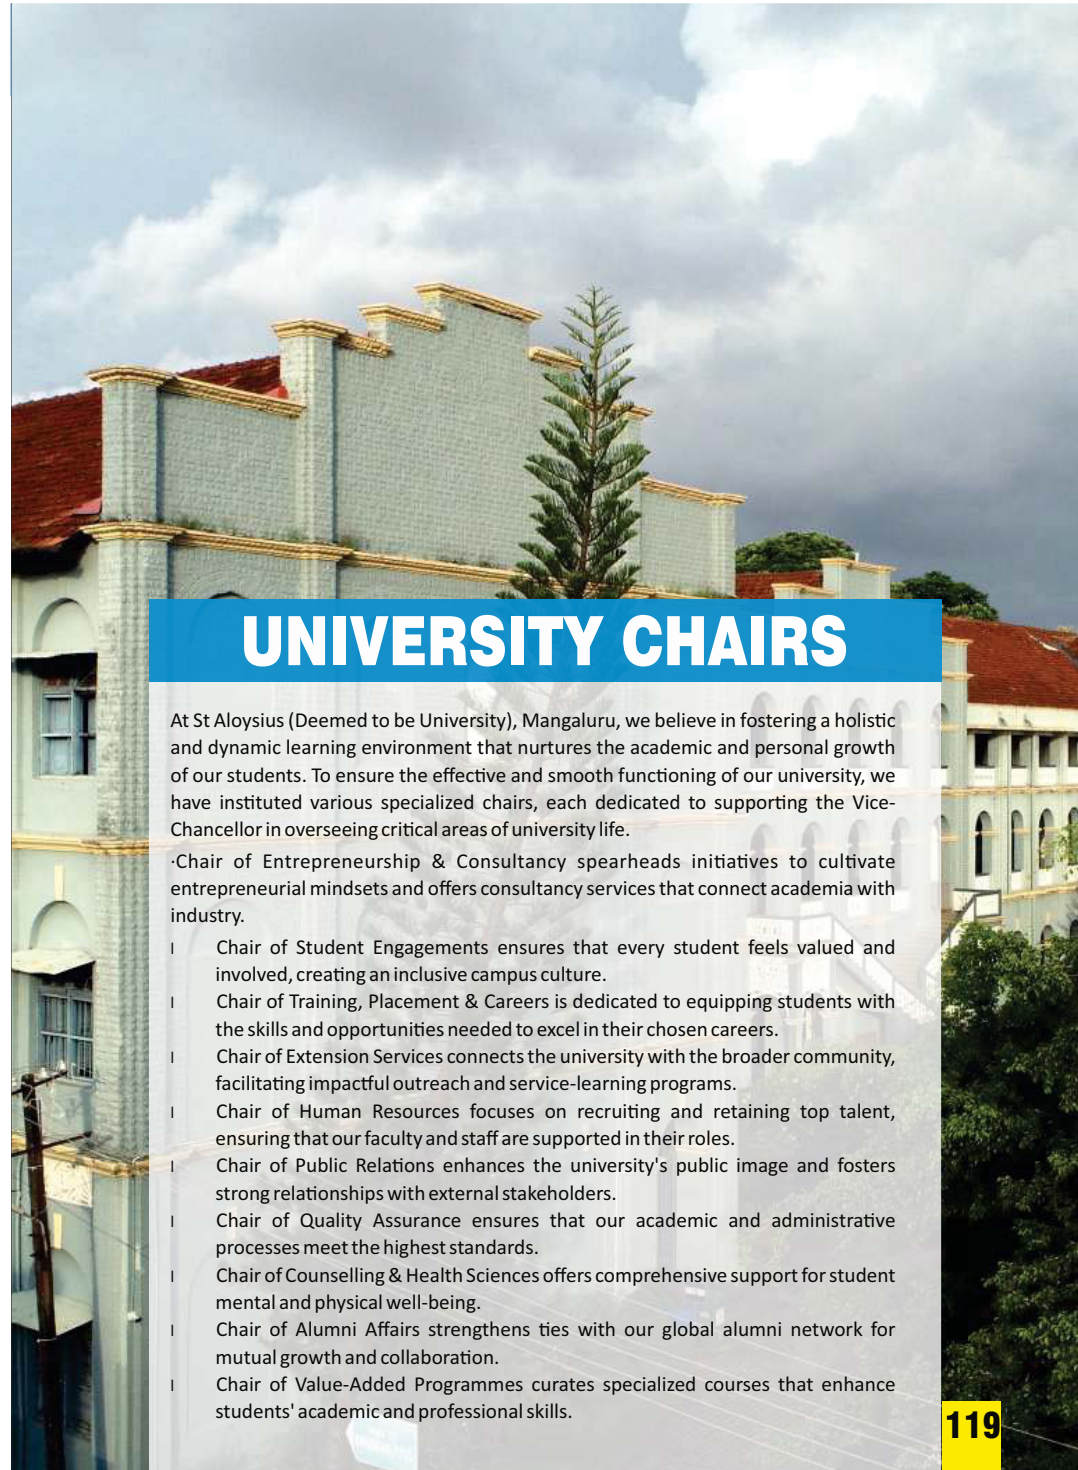 UNIVERSITY CHAIRS
At St Aloysius (Deemed to be University), Mangaluru, we believe in fostering a holistic
and dynamic learning environment that nurtures the academic and personal growth
of our students. To ensure the effective and smooth functioning of our university, we
have instituted various specialized chairs, each dedicated to supporting the Vice-
Chancellor in overseeing critical areas of university life.
·Chair of Entrepreneurship & Consultancy spearheads initiatives to cultivate
entrepreneurial mindsets and offers consultancy services that connect academia with
industry.
l Chair of Student Engagements ensures that every student feels valued and
involved, creating an inclusive campus culture.
l Chair of Training, Placement & Careers is dedicated to equipping students with
the skills and opportunities needed to excel in their chosen careers.
l Chair of Extension Services connects the university with the broader community,
facilitating impactful outreach and service-learning programs.
l Chair of Human Resources focuses on recruiting and retaining top talent,
ensuring that our faculty and staff are supported in their roles.
l Chair of Public Relations enhances the university's public image and fosters
strong relationships with external stakeholders.
l Chair of Quality Assurance ensures that our academic and administrative
processes meet the highest standards.
l Chair of Counselling & Health Sciences offers comprehensive support for student
mental and physical well-being.
l Chair of Alumni Affairs strengthens ties with our global alumni network for
mutual growth and collaboration.
l Chair of Value-Added Programmes curates specialized courses that enhance
students' academic and professional skills.
119